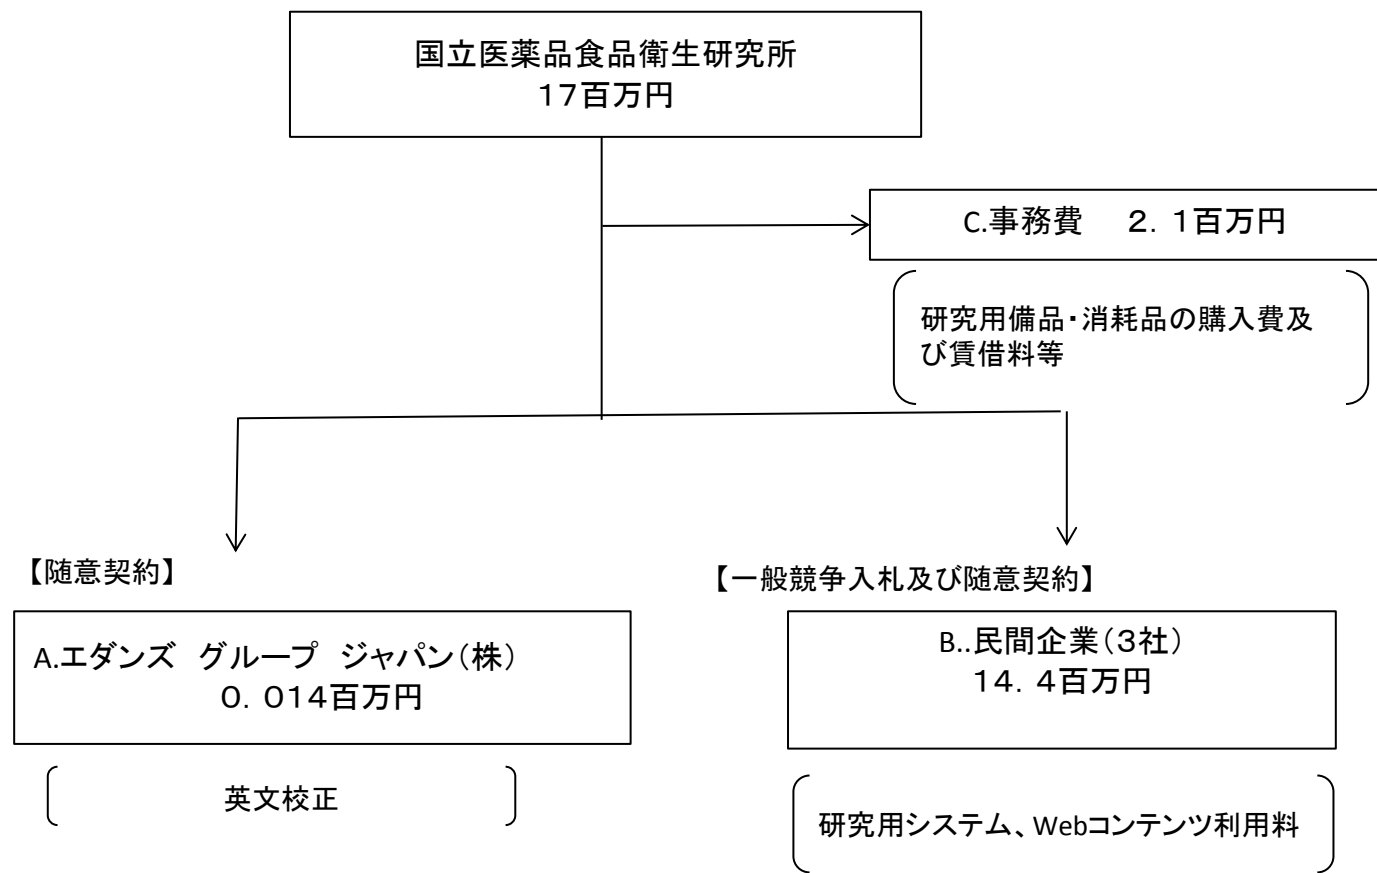 国立医薬品食品衛生研究所
17百万円
C.事務費　2．1百万円
研究用備品・消耗品の購入費及
び賃借料等
【随意契約】
A.エダンズ　グループ　ジャパン（株）
0．014百万円
英文校正
【一般競争入札及び随意契約】
B..民間企業（3社）
14．4百万円
研究用システム、Webコンテンツ利用料